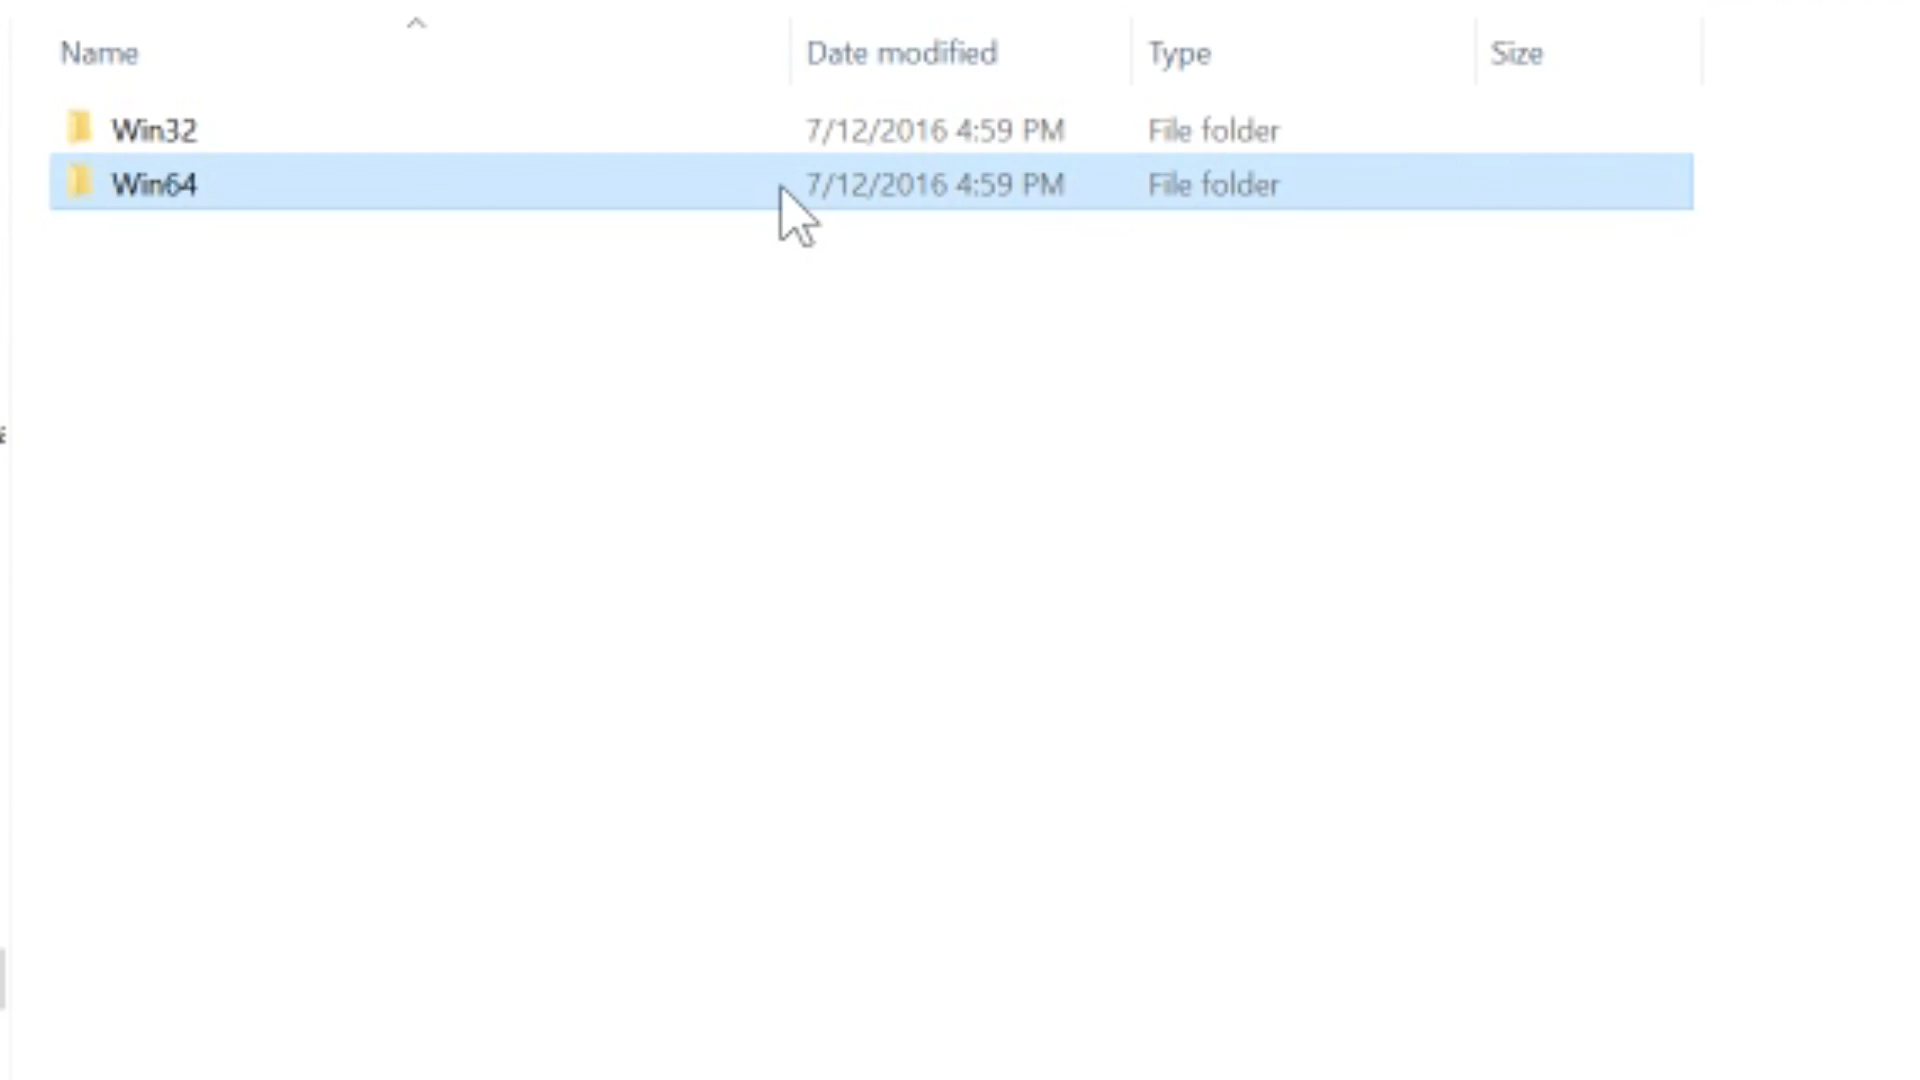 Name Date modified Type Size
Win32 7/12/2016 4:59 PM File folder
Win64 7/12/2016 4:59 PM File folder